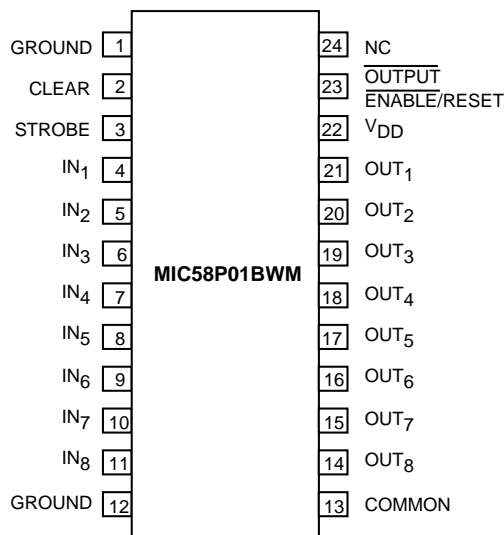 GROUND 1 24 NC
CLEAR 2 23 OUTPUT
ENABLE/RESET
STROBE 3 22 VDD
IN1 4 21 OUT1
IN2 5 20 OUT2
IN3 6 19 OUT3
MIC58P01BWM
IN4 7 18 OUT4
IN5 8 17 OUT5
IN6 9 16 OUT6
IN7 10 15 OUT7
IN8 11 14 OUT8
GROUND 12 13 COMMON